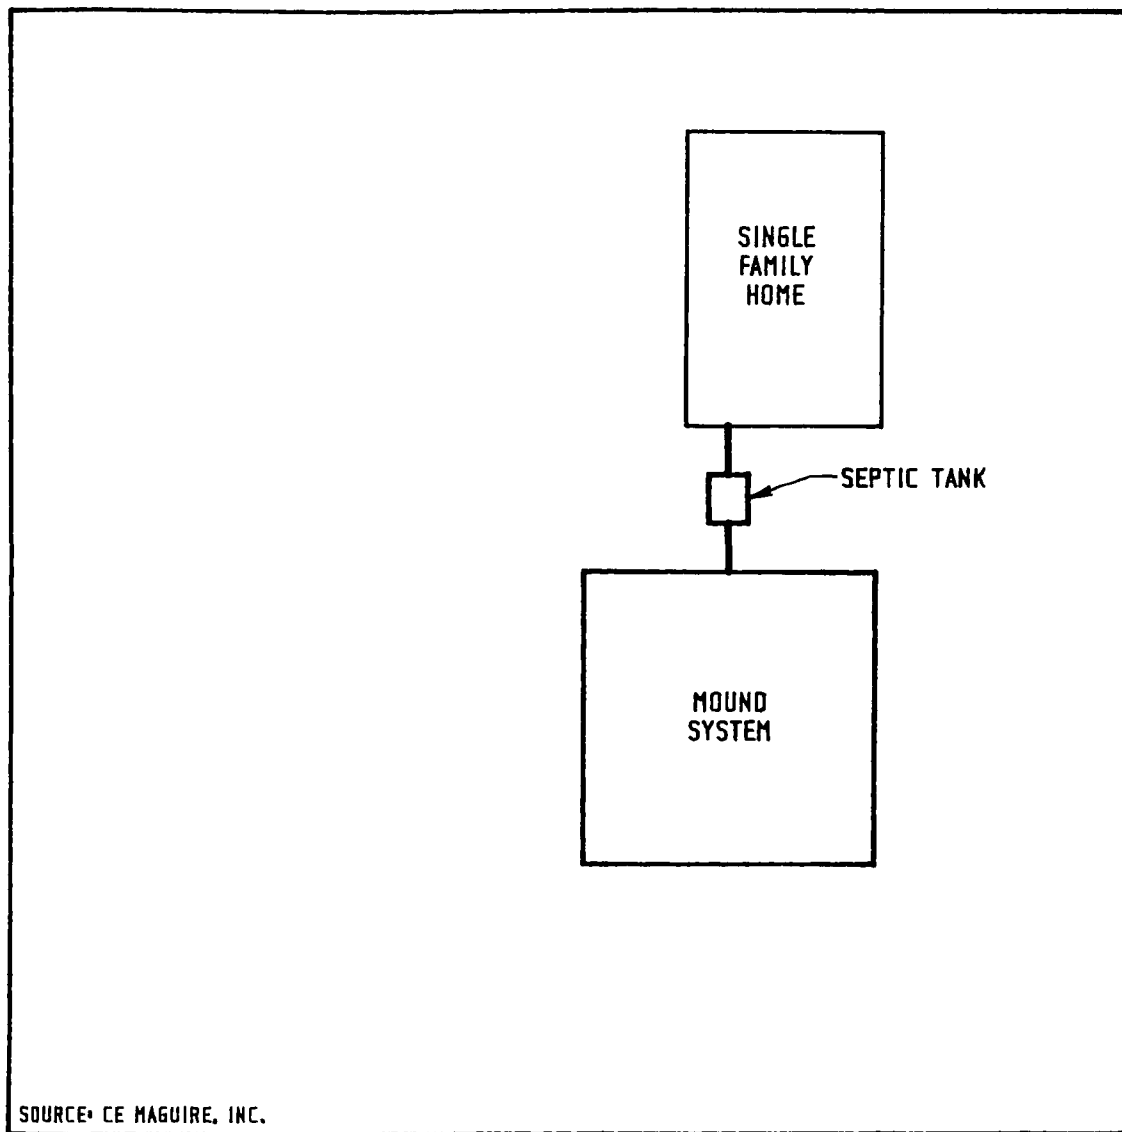 SINGLE
FAMILY
HOME
SEPTIC TANK
MOUND
SYSTEM
SOURCE: CE MAGUIRE, INC.